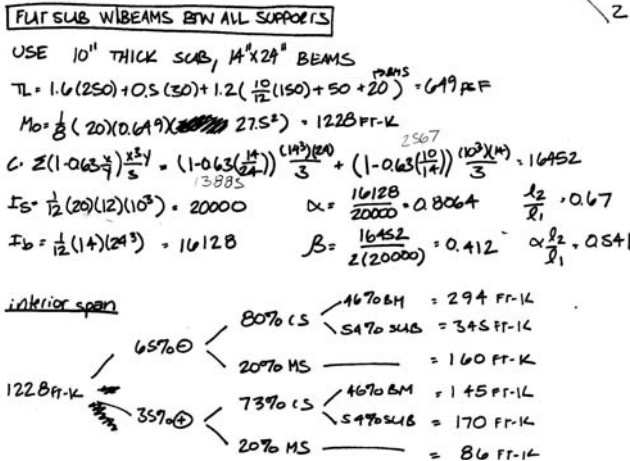 2
FLAT SLAB W/BEAMS BTW ALL SUPPORTS
USE 10" THICK SLAB, 14"X24" BEAMS
TL = 1.6(250)+0.5(30)+1.2(10/12(150)+50+20) = 649 PSF
Mo = 1/8(20)(0.649)(27.5²) = 1228 FT-K
C = Σ(1-0.63 x/y) x³y/3 = (1-0.63(14/24)) (14³)(24)/3 + (1-0.63(10/14)) (10³)(14)/3 = 16452
13885 2567
Is = 1/12(20)(12)(10³) = 20000 α = 16128/20000 = 0.8064 l2/l1 = 0.67
Ib = 1/12(14)(24³) = 16128 β = 16452/2(20000) = 0.412 α l2/l1 = 0.541
interior span
80% CS 46% BM = 294 FT-K
65% ⊖ 54% SLAB = 345 FT-K
20% MS = 160 FT-K
1228 FT-K 73% CS 46% BM = 145 FT-K
35% ⊕ 54% SLAB = 170 FT-K
20% MS = 86 FT-K